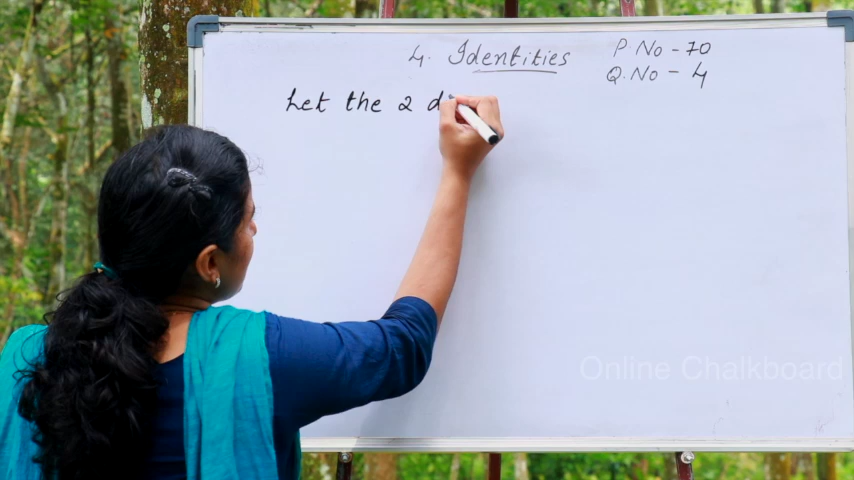 4. Identities
P. No - 70
Q. No - 4
Let the 2 d
Online Chalkboard